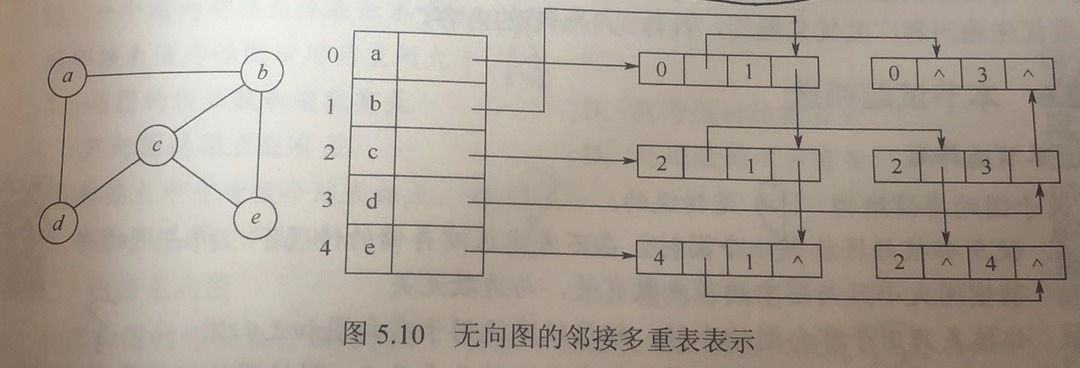 a b
c
d e
0 a
1 b
2 c
3 d
4 e
0 1
0 ^ 3 ^
2 1
2 3
4 1 ^
2 ^ 4 ^
图 5.10 无向图的邻接多重表表示